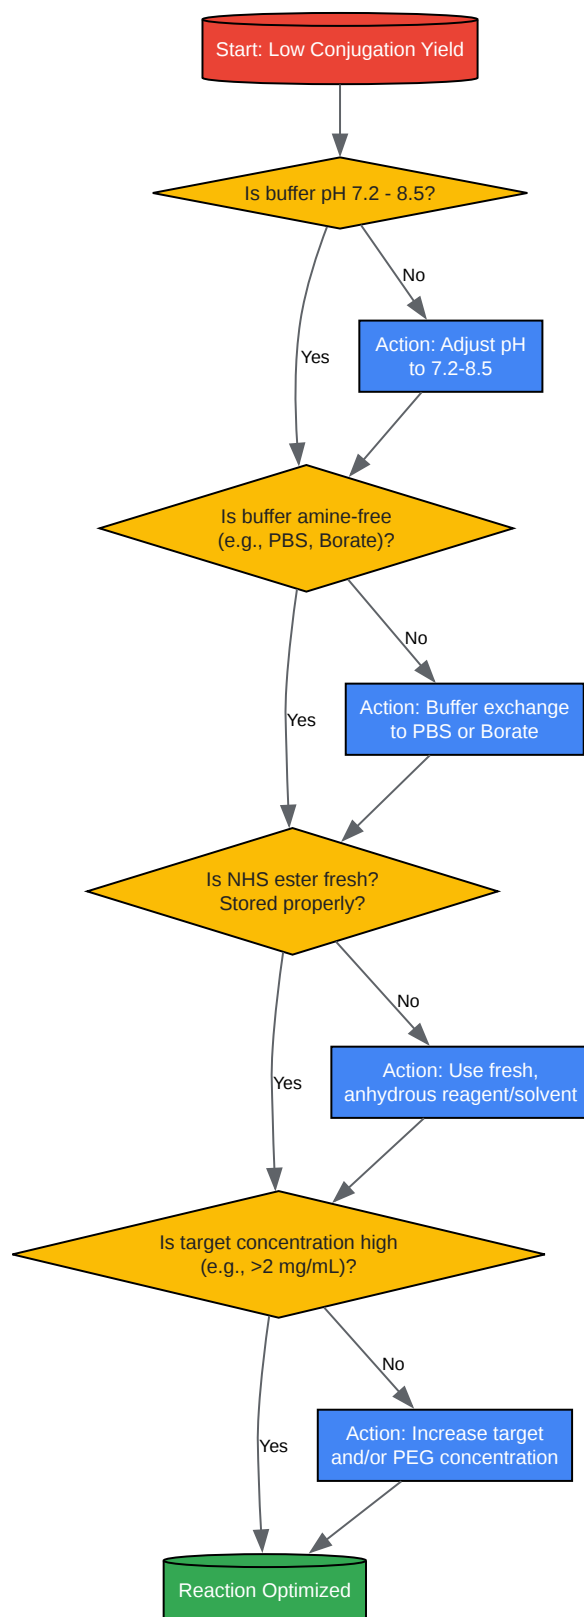 Start: Low Conjugation Yield
Is buffer pH 7.2 - 8.5?
No
Action: Adjust pH
to 7.2-8.5
Yes
Is buffer amine-free
(e.g., PBS, Borate)?
No
Action: Buffer exchange
to PBS or Borate
Yes
Is NHS ester fresh?
Stored properly?
No
Action: Use fresh,
anhydrous reagent/solvent
Yes
Is target concentration high
(e.g., >2 mg/mL)?
No
Action: Increase target
and/or PEG concentration
Yes
Reaction Optimized